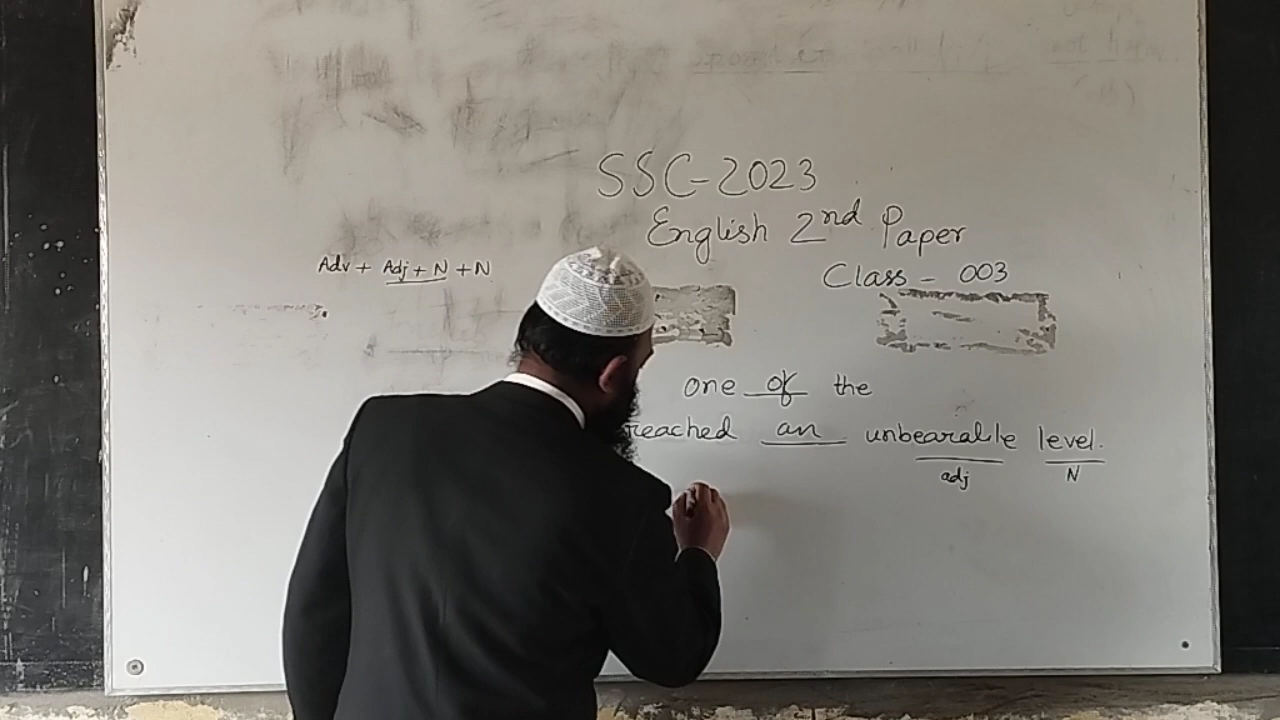 SSC-2023
English 2nd Paper
Adv + Adj + N + N
Class - 003
one of the
reached an unbearable level.
adj N